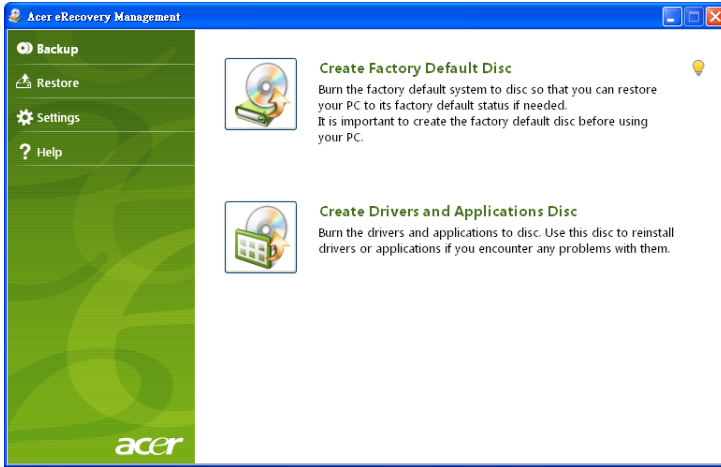 Acer eRecovery Management
Backup
Restore
Settings
Help
Create Factory Default Disc
Burn the factory default system to disc so that you can restore
your PC to its factory default status if needed.
It is important to create the factory default disc before using
your PC.
Create Drivers and Applications Disc
Burn the drivers and applications to disc. Use this disc to reinstall
drivers or applications if you encounter any problems with them.
acer